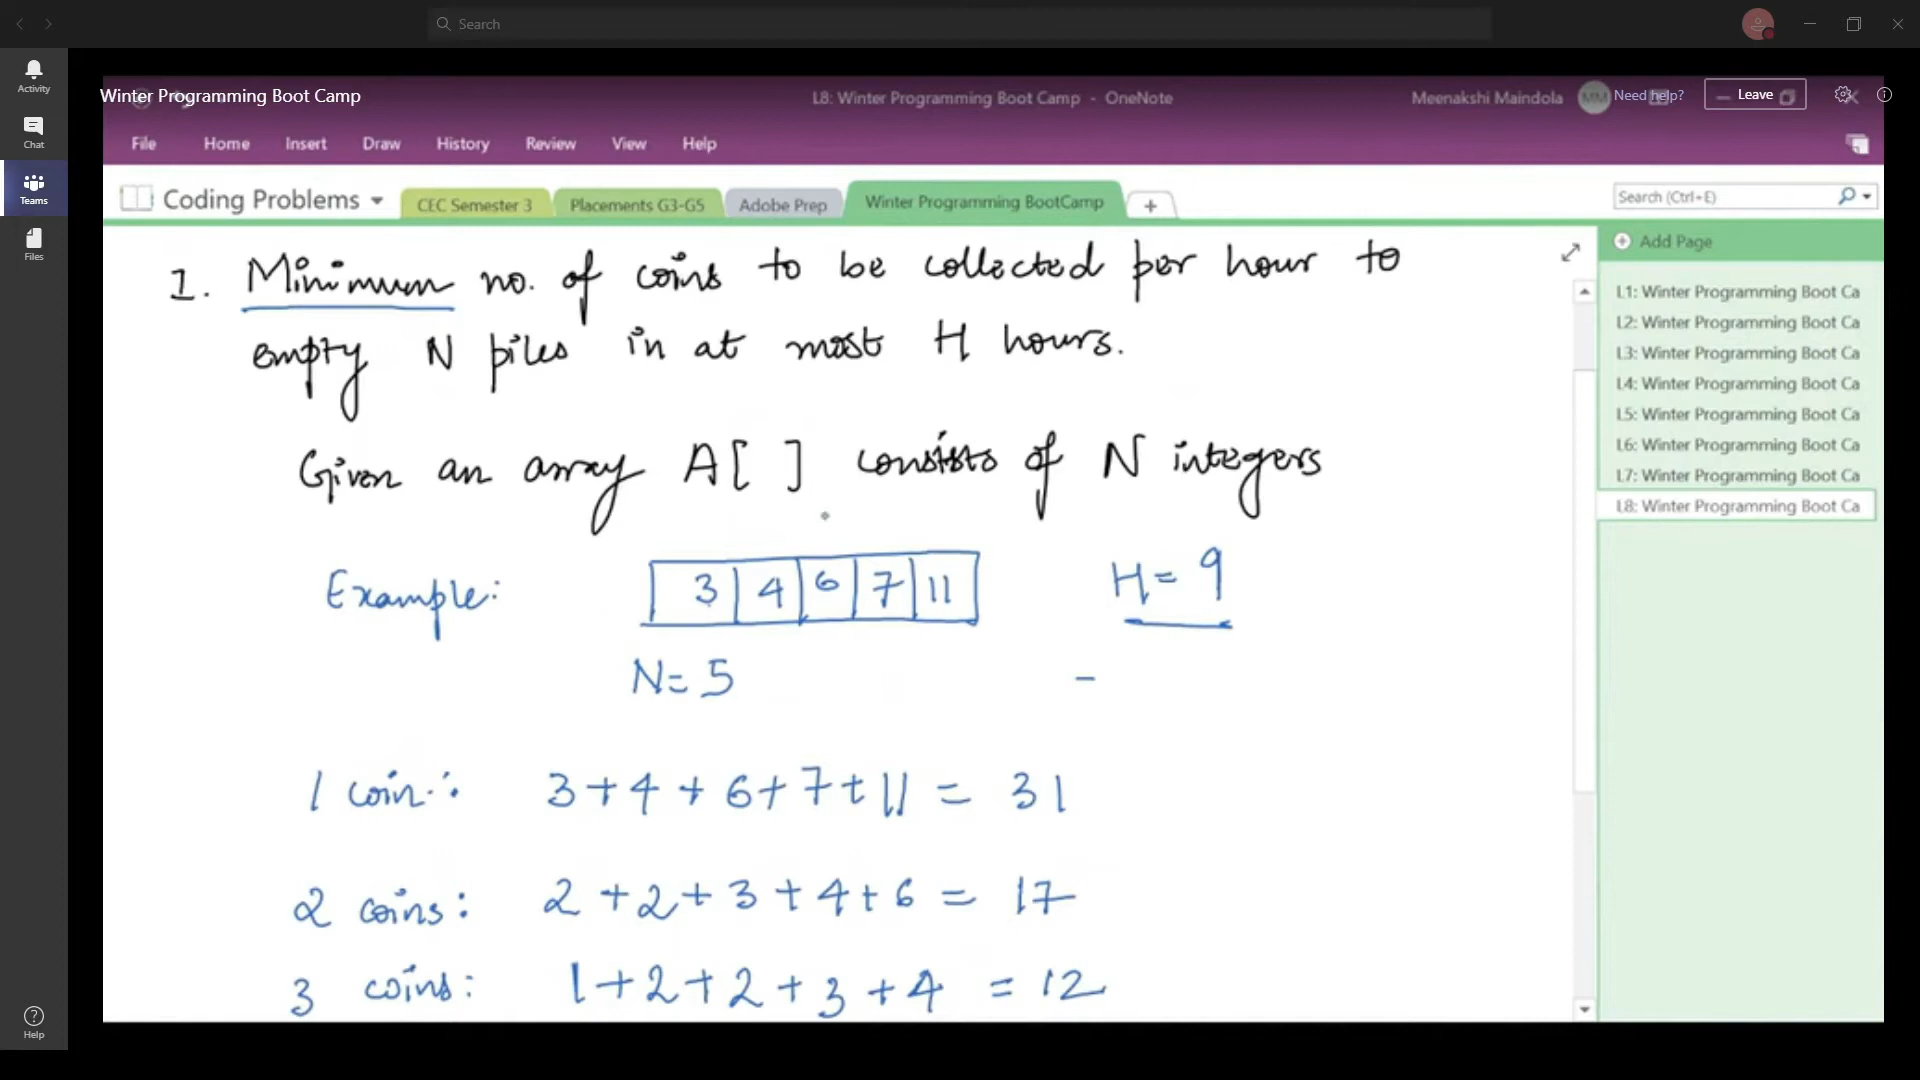 Search
Activity
Chat
Teams
Files
Help
Winter Programming Boot Camp
L8: Winter Programming Boot Camp - OneNote
Meenakshi Maindola
MM
Need help?
Leave
File Home Insert Draw History Review View Help
Coding Problems
CEC Semester 3
Placements G3-G5
Adobe Prep
Winter Programming BootCamp
+
Search (Ctrl+E)
Add Page
L1: Winter Programming Boot Ca
L2: Winter Programming Boot Ca
L3: Winter Programming Boot Ca
L4: Winter Programming Boot Ca
L5: Winter Programming Boot Ca
L6: Winter Programming Boot Ca
L7: Winter Programming Boot Ca
L8: Winter Programming Boot Ca
1. Minimum no. of coins to be collected per hour to
empty N piles in at most H hours.
Given an array A[ ] consists of N integers
Example: 3 4 6 7 11 H = 9
N = 5 -
1 coin: 3+4+6+7+11 = 31
2 coins: 2+2+3+4+6 = 17
3 coins: 1+2+2+3+4 = 12